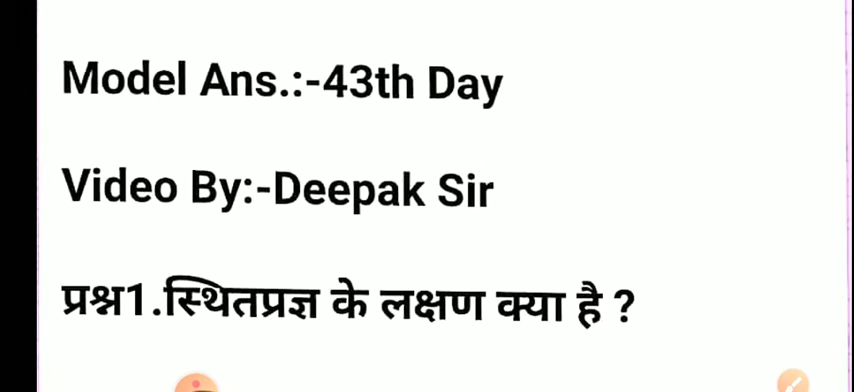 Model Ans.:-43th Day
Video By:-Deepak Sir
प्रश्न1.स्थितप्रज्ञ के लक्षण क्या है ?